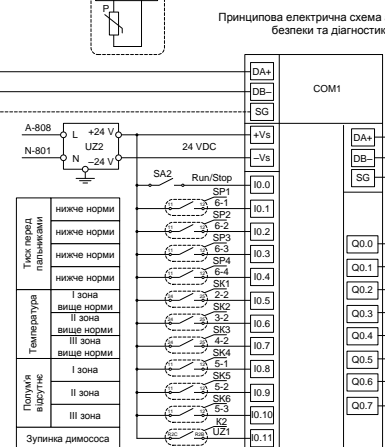 P
Принципова електрична схема
безпеки та діагностик
DA+
DB–
SG
COM1
A-808
L
+24 V
UZ2
N-801
N
–24 V
24 VDC
+Vs
–Vs
DA+
DB–
SG
SA2
Run/Stop
I0.0
SP1
6-1
I0.1
SP2
6-2
I0.2
SP3
6-3
I0.3
SP4
6-4
I0.4
SK1
2-2
I0.5
SK2
3-2
I0.6
SK3
4-2
I0.7
SK4
5-1
I0.8
SK5
5-2
I0.9
SK6
5-3
I0.10
K2
UZ1
I0.11
Тиск перед
пальниками
нижче норми
нижче норми
нижче норми
нижче норми
Температура
I зона
вище норми
II зона
вище норми
III зона
вище норми
Полум'я
відсутнє
I зона
II зона
III зона
Зупинка димососа
Q0.0
Q0.1
Q0.2
Q0.3
Q0.4
Q0.5
Q0.6
Q0.7